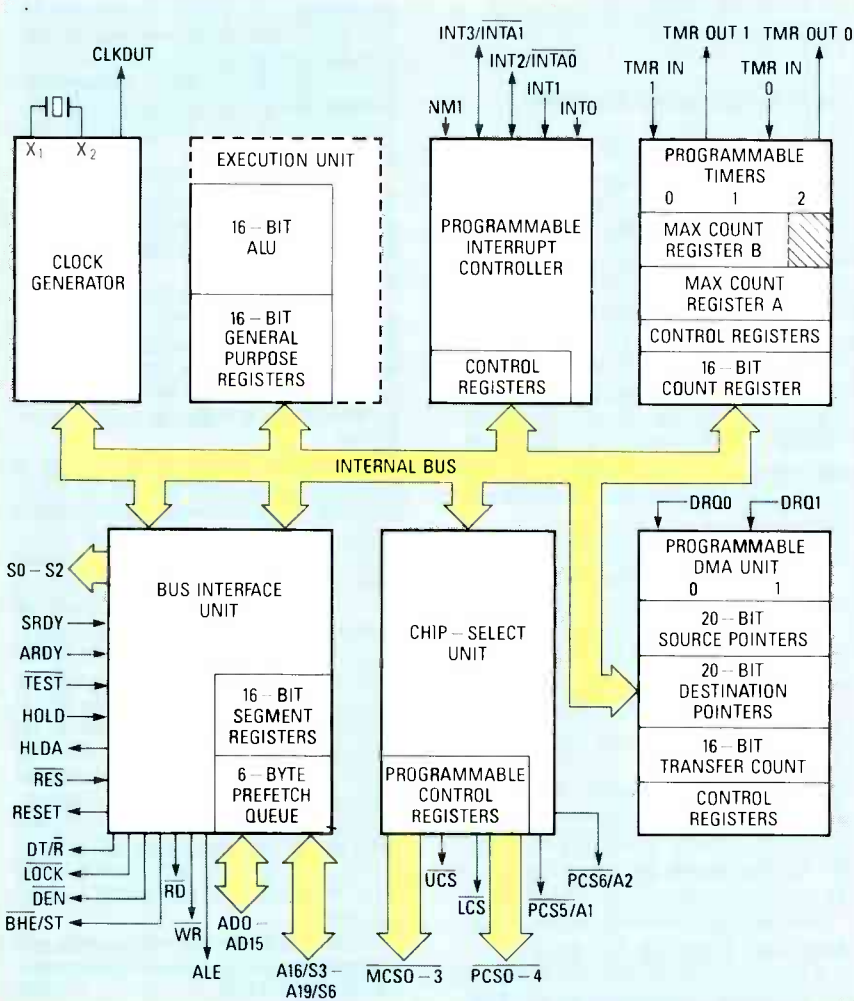 CLKDUT
X1 X2
CLOCK
GENERATOR
EXECUTION UNIT
16-BIT
ALU
16-BIT
GENERAL
PURPOSE
REGISTERS
INT3/INTA1
INT2/INTA0
INT1
NM1 INT0
PROGRAMMABLE
INTERRUPT
CONTROLLER
CONTROL
REGISTERS
TMR OUT 1 TMR OUT 0
TMR IN TMR IN
1 0
PROGRAMMABLE
TIMERS
0 1 2
MAX COUNT
REGISTER B
MAX COUNT
REGISTER A
CONTROL REGISTERS
16-BIT
COUNT REGISTER
INTERNAL BUS
S0-S2
SRDY
ARDY
TEST
HOLD
HLDA
RES
RESET
DT/R
LOCK
DEN
BHE/ST
BUS INTERFACE
UNIT
16-BIT
SEGMENT
REGISTERS
6-BYTE
PREFETCH
QUEUE
RD
WR
ALE
AD0-
AD15
A16/S3-
A19/S6
CHIP-SELECT
UNIT
PROGRAMMABLE
CONTROL
REGISTERS
MCS0-3
UCS
LCS
PCS0-4
PCS5/A1
PCS6/A2
DRQ0 DRQ1
PROGRAMMABLE
DMA UNIT
0 1
20-BIT
SOURCE POINTERS
20-BIT
DESTINATION
POINTERS
16-BIT
TRANSFER COUNT
CONTROL
REGISTERS